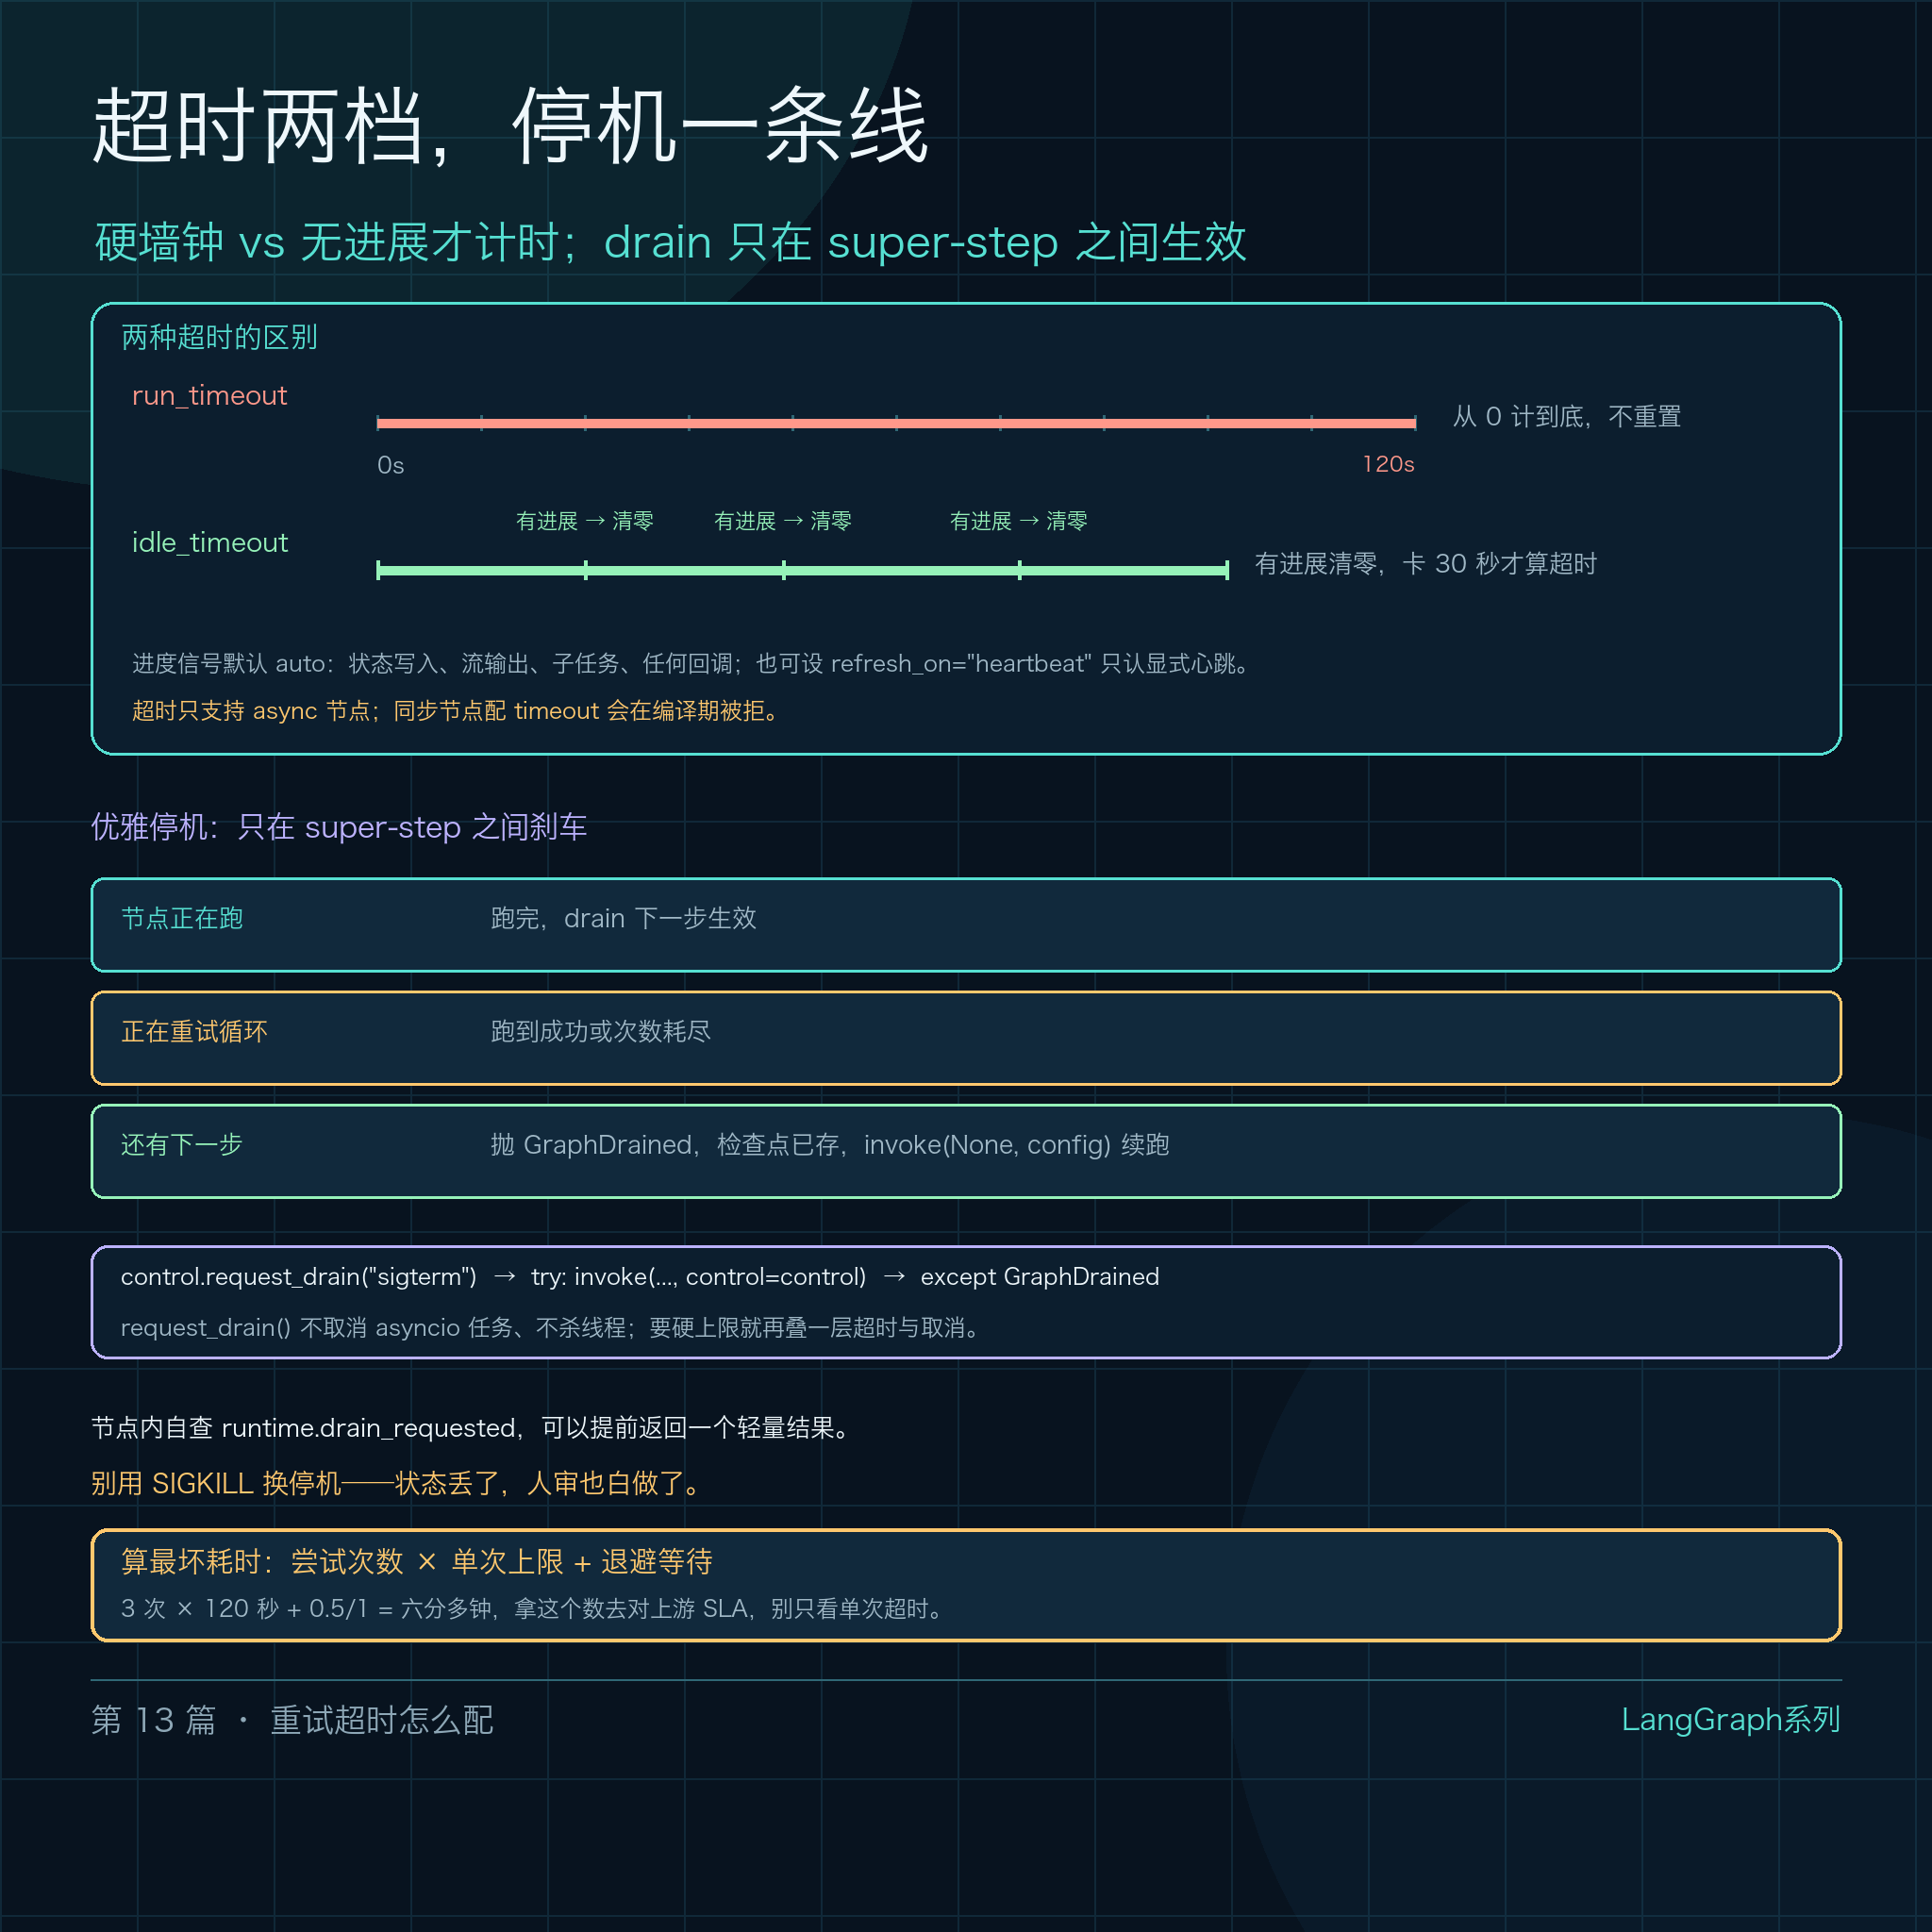 超时两档，停机一条线
硬墙钟 vs 无进展才计时；drain 只在 super-step 之间生效
两种超时的区别
run_timeout
从 0 计到底，不重置
0s
120s
有进展 → 清零
有进展 → 清零
有进展 → 清零
idle_timeout
有进展清零，卡 30 秒才算超时
进度信号默认 auto：状态写入、流输出、子任务、任何回调；也可设 refresh_on="heartbeat" 只认显式心跳。
超时只支持 async 节点；同步节点配 timeout 会在编译期被拒。
优雅停机：只在 super-step 之间刹车
节点正在跑
跑完，drain 下一步生效
正在重试循环
跑到成功或次数耗尽
还有下一步
抛 GraphDrained，检查点已存，invoke(None, config) 续跑
control.request_drain("sigterm") → try: invoke(..., control=control) → except GraphDrained
request_drain() 不取消 asyncio 任务、不杀线程；要硬上限就再叠一层超时与取消。
节点内自查 runtime.drain_requested，可以提前返回一个轻量结果。
别用 SIGKILL 换停机——状态丢了，人审也白做了。
算最坏耗时：尝试次数 × 单次上限 + 退避等待
3 次 × 120 秒 + 0.5/1 = 六分多钟，拿这个数去对上游 SLA，别只看单次超时。
第 13 篇 · 重试超时怎么配
LangGraph系列